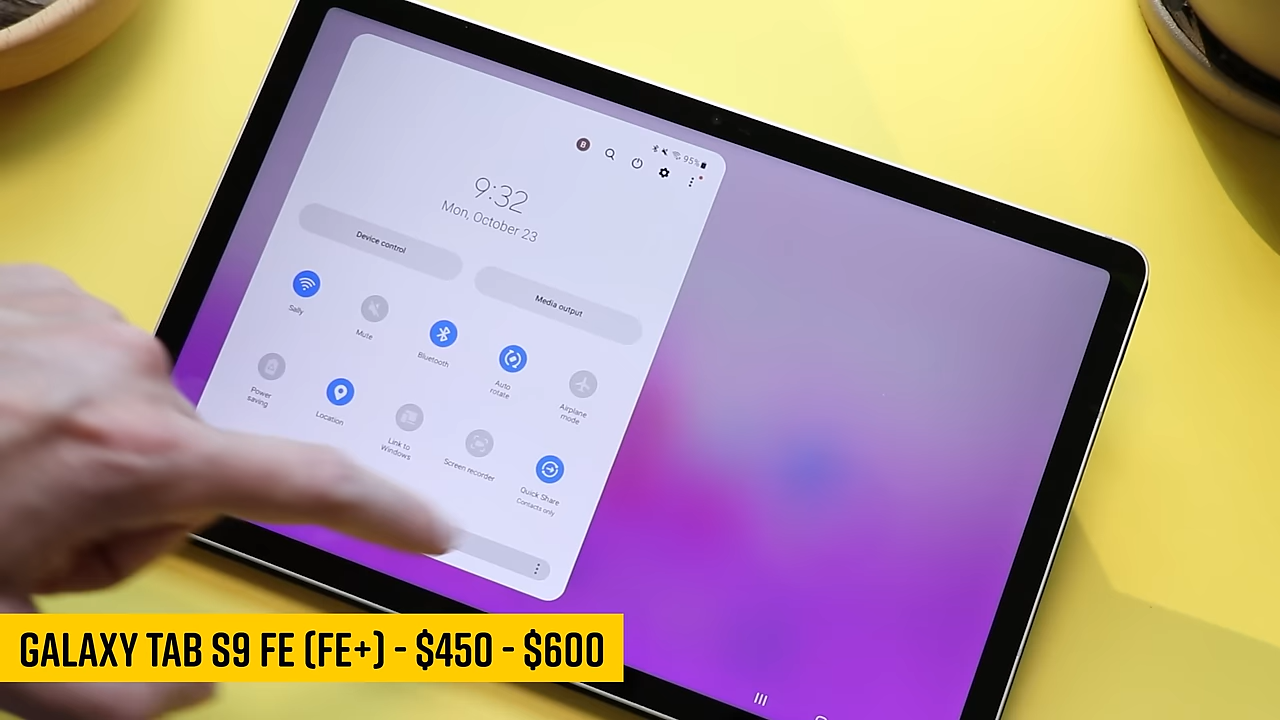 95%
B
9:32
Mon, October 23
Device control
Media output
Sally
Mute
Bluetooth
Auto
rotate
Airplane
mode
Power
saving
Location
Link to
Windows
Screen recorder
Quick Share
Contacts only
GALAXY TAB S9 FE (FE+) - $450 - $600